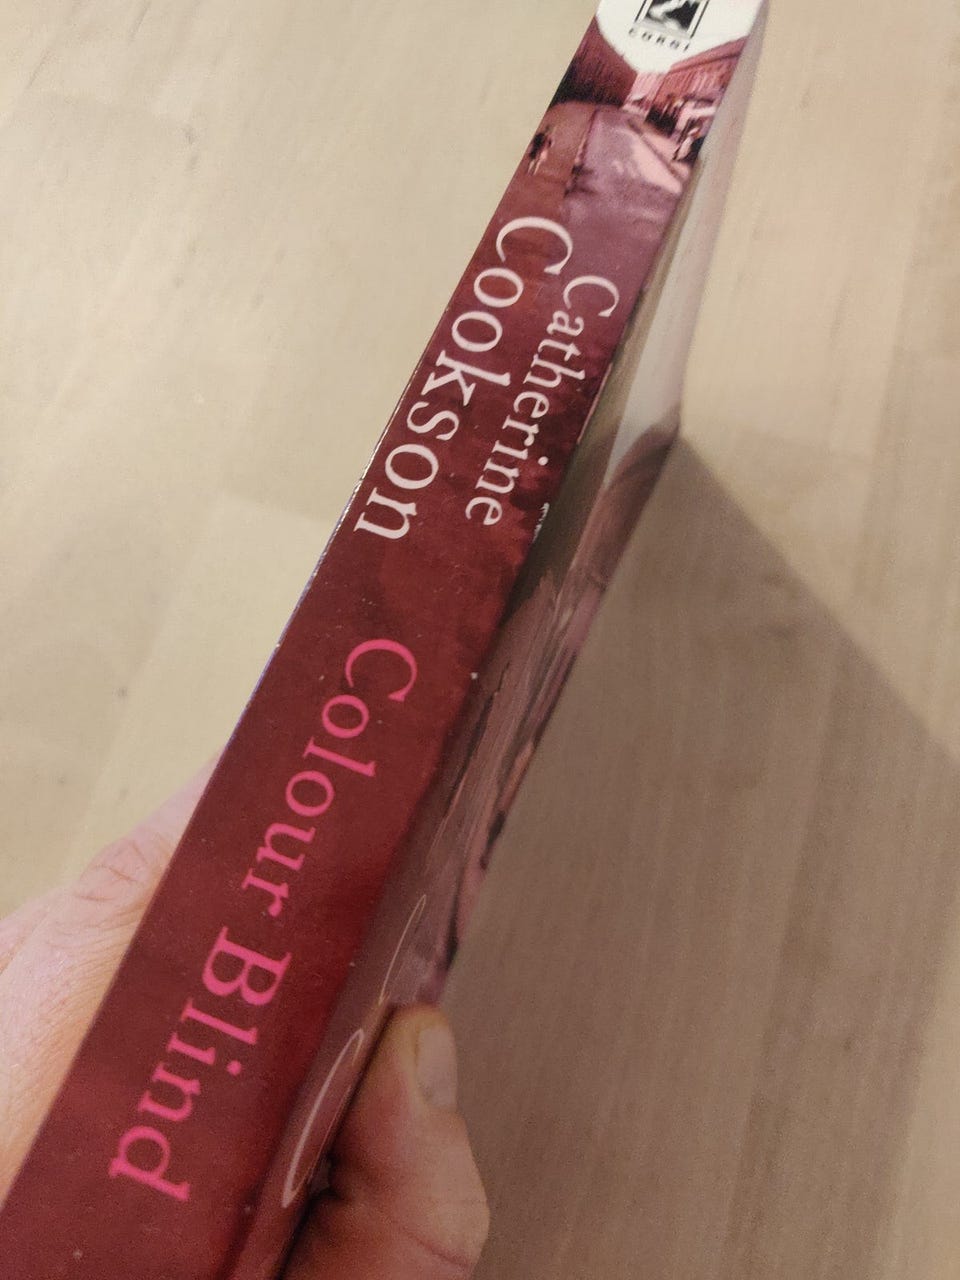 CORGI
Catherine
Cookson
Colour Blind